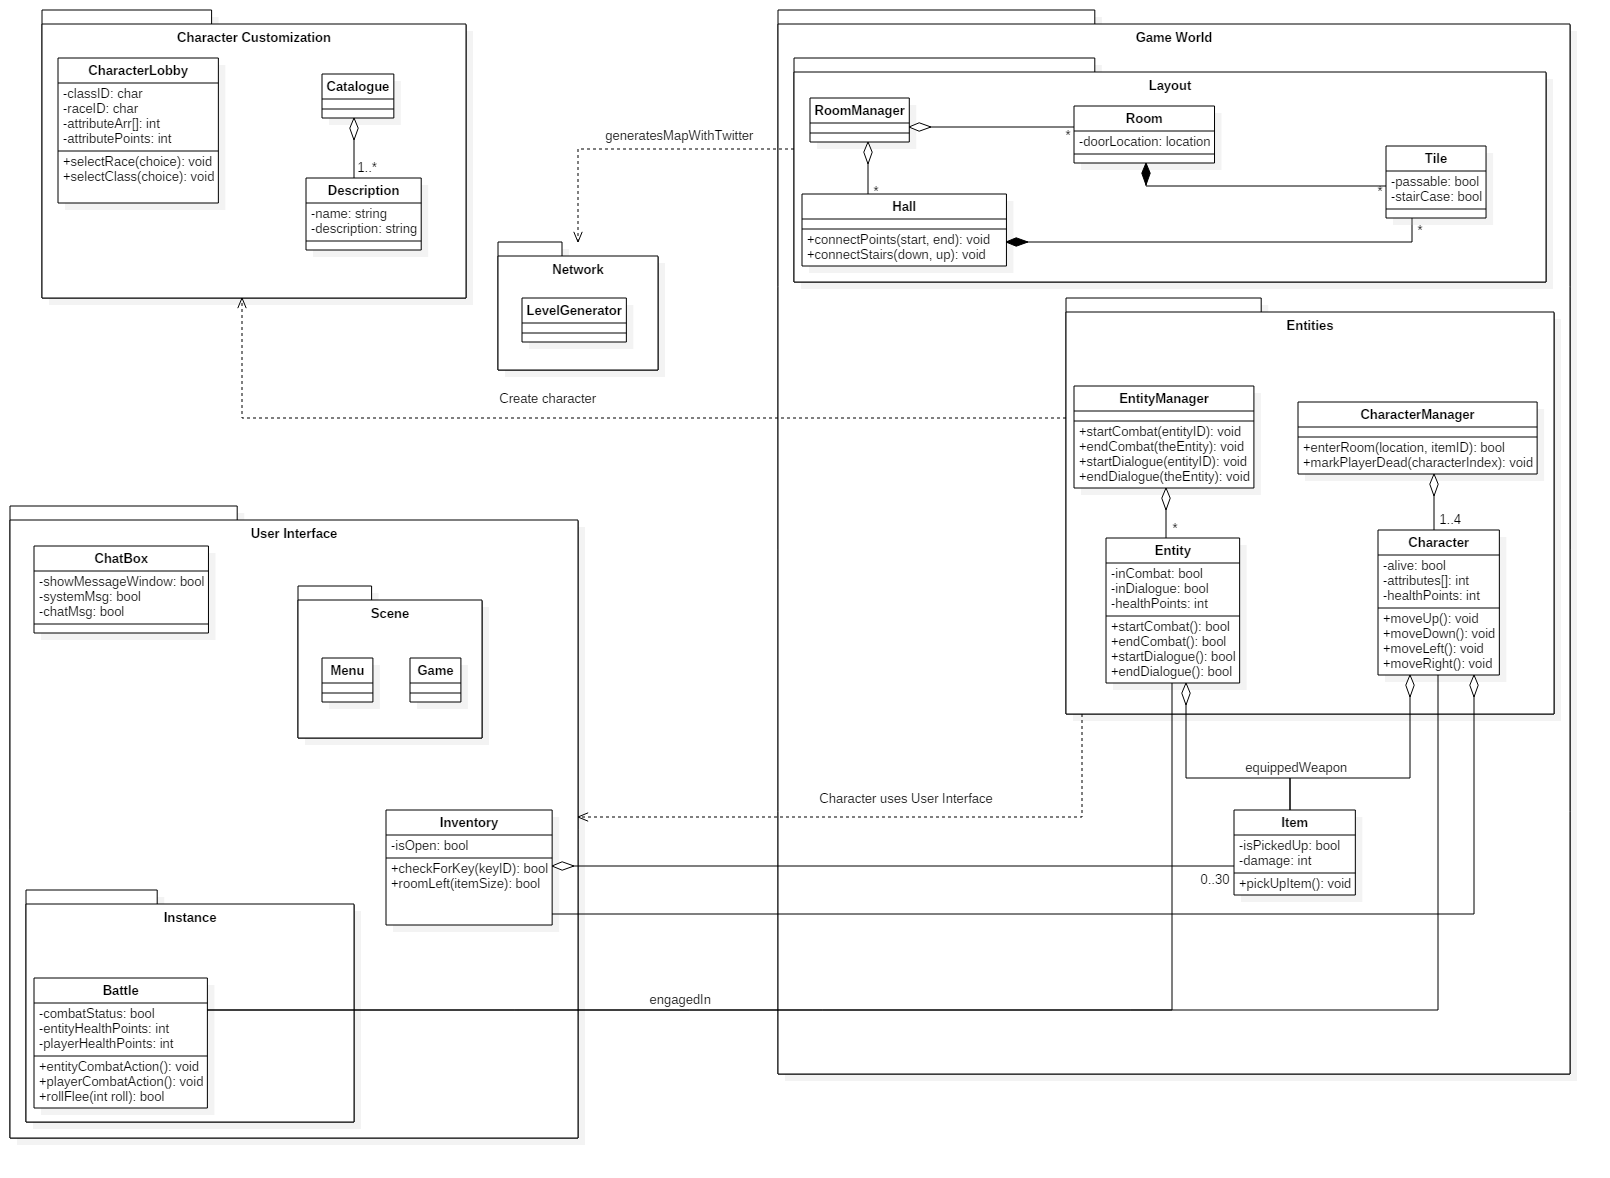 Character Customization
CharacterLobby
-classID: char
-raceID: char
-attributeArr[]: int
-attributePoints: int
+selectRace(choice): void
+selectClass(choice): void
Catalogue
1..*
Description
-name: string
-description: string
generatesMapWithTwitter
Network
LevelGenerator
Create character
Game World
Layout
RoomManager
*
Room
-doorLocation: location
*
Tile
-passable: bool
-stairCase: bool
*
*
Hall
+connectPoints(start, end): void
+connectStairs(down, up): void
Entities
EntityManager
+startCombat(entityID): void
+endCombat(theEntity): void
+startDialogue(entityID): void
+endDialogue(theEntity): void
*
CharacterManager
+enterRoom(location, itemID): bool
+markPlayerDead(characterIndex): void
1..4
Entity
-inCombat: bool
-inDialogue: bool
-healthPoints: int
+startCombat(): bool
+endCombat(): bool
+startDialogue(): bool
+endDialogue(): bool
Character
-alive: bool
-attributes[]: int
-healthPoints: int
+moveUp(): void
+moveDown(): void
+moveLeft(): void
+moveRight(): void
equippedWeapon
Item
-isPickedUp: bool
-damage: int
+pickUpItem(): void
0..30
Character uses User Interface
User Interface
ChatBox
-showMessageWindow: bool
-systemMsg: bool
-chatMsg: bool
Scene
Menu
Game
Inventory
-isOpen: bool
+checkForKey(keyID): bool
+roomLeft(itemSize): bool
Instance
Battle
-combatStatus: bool
-entityHealthPoints: int
-playerHealthPoints: int
+entityCombatAction(): void
+playerCombatAction(): void
+rollFlee(int roll): bool
engagedIn